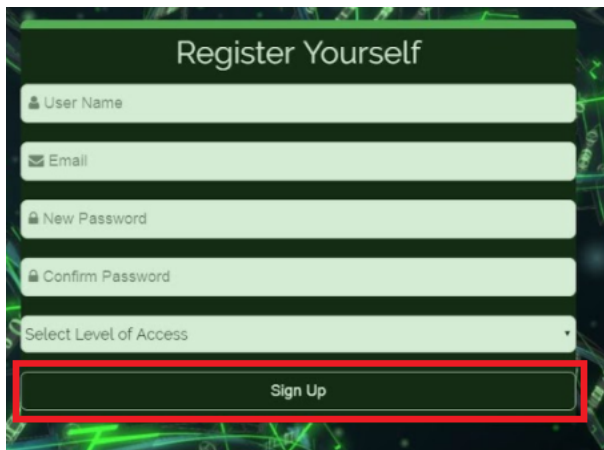 Register Yourself
User Name
Email
New Password
Confirm Password
Select Level of Access
Sign Up